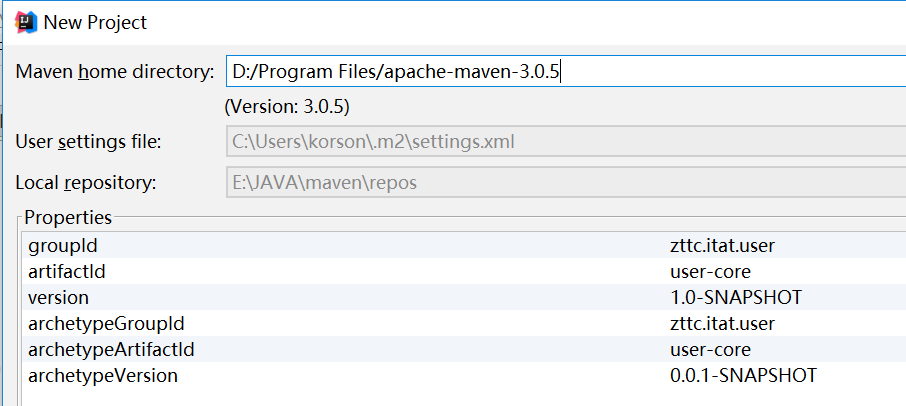 New Project
Maven home directory: D:/Program Files/apache-maven-3.0.5
(Version: 3.0.5)
User settings file: C:\Users\korson\.m2\settings.xml
Local repository: E:\JAVA\maven\repos
Properties
groupId zttc.itat.user
artifactId user-core
version 1.0-SNAPSHOT
archetypeGroupId zttc.itat.user
archetypeArtifactId user-core
archetypeVersion 0.0.1-SNAPSHOT